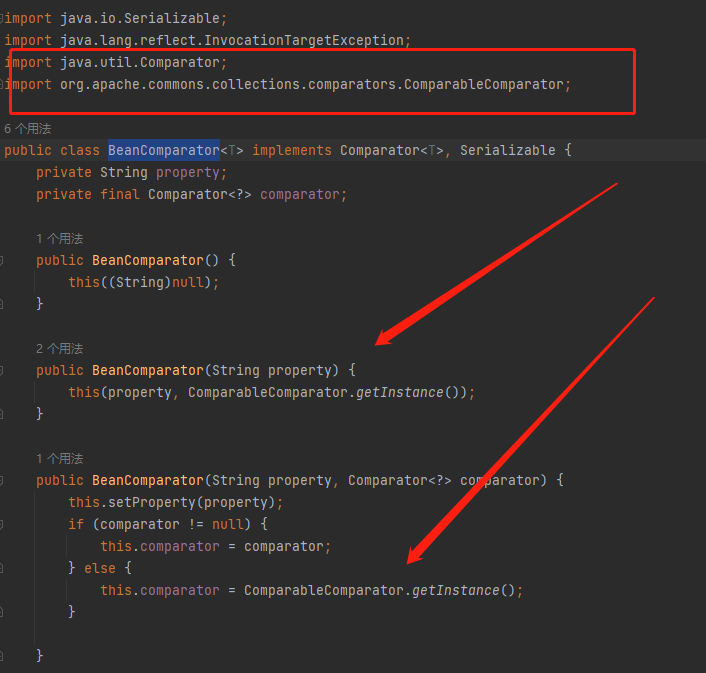 import java.io.Serializable;
import java.lang.reflect.InvocationTargetException;
import java.util.Comparator;
import org.apache.commons.collections.comparators.ComparableComparator;
6 个用法
public class BeanComparator<T> implements Comparator<T>, Serializable {
    private String property;
    private final Comparator<?> comparator;
    1 个用法
    public BeanComparator() {
        this((String)null);
    }
    2 个用法
    public BeanComparator(String property) {
        this(property, ComparableComparator.getInstance());
    }
    1 个用法
    public BeanComparator(String property, Comparator<?> comparator) {
        this.setProperty(property);
        if (comparator != null) {
            this.comparator = comparator;
        } else {
            this.comparator = ComparableComparator.getInstance();
        }
    }